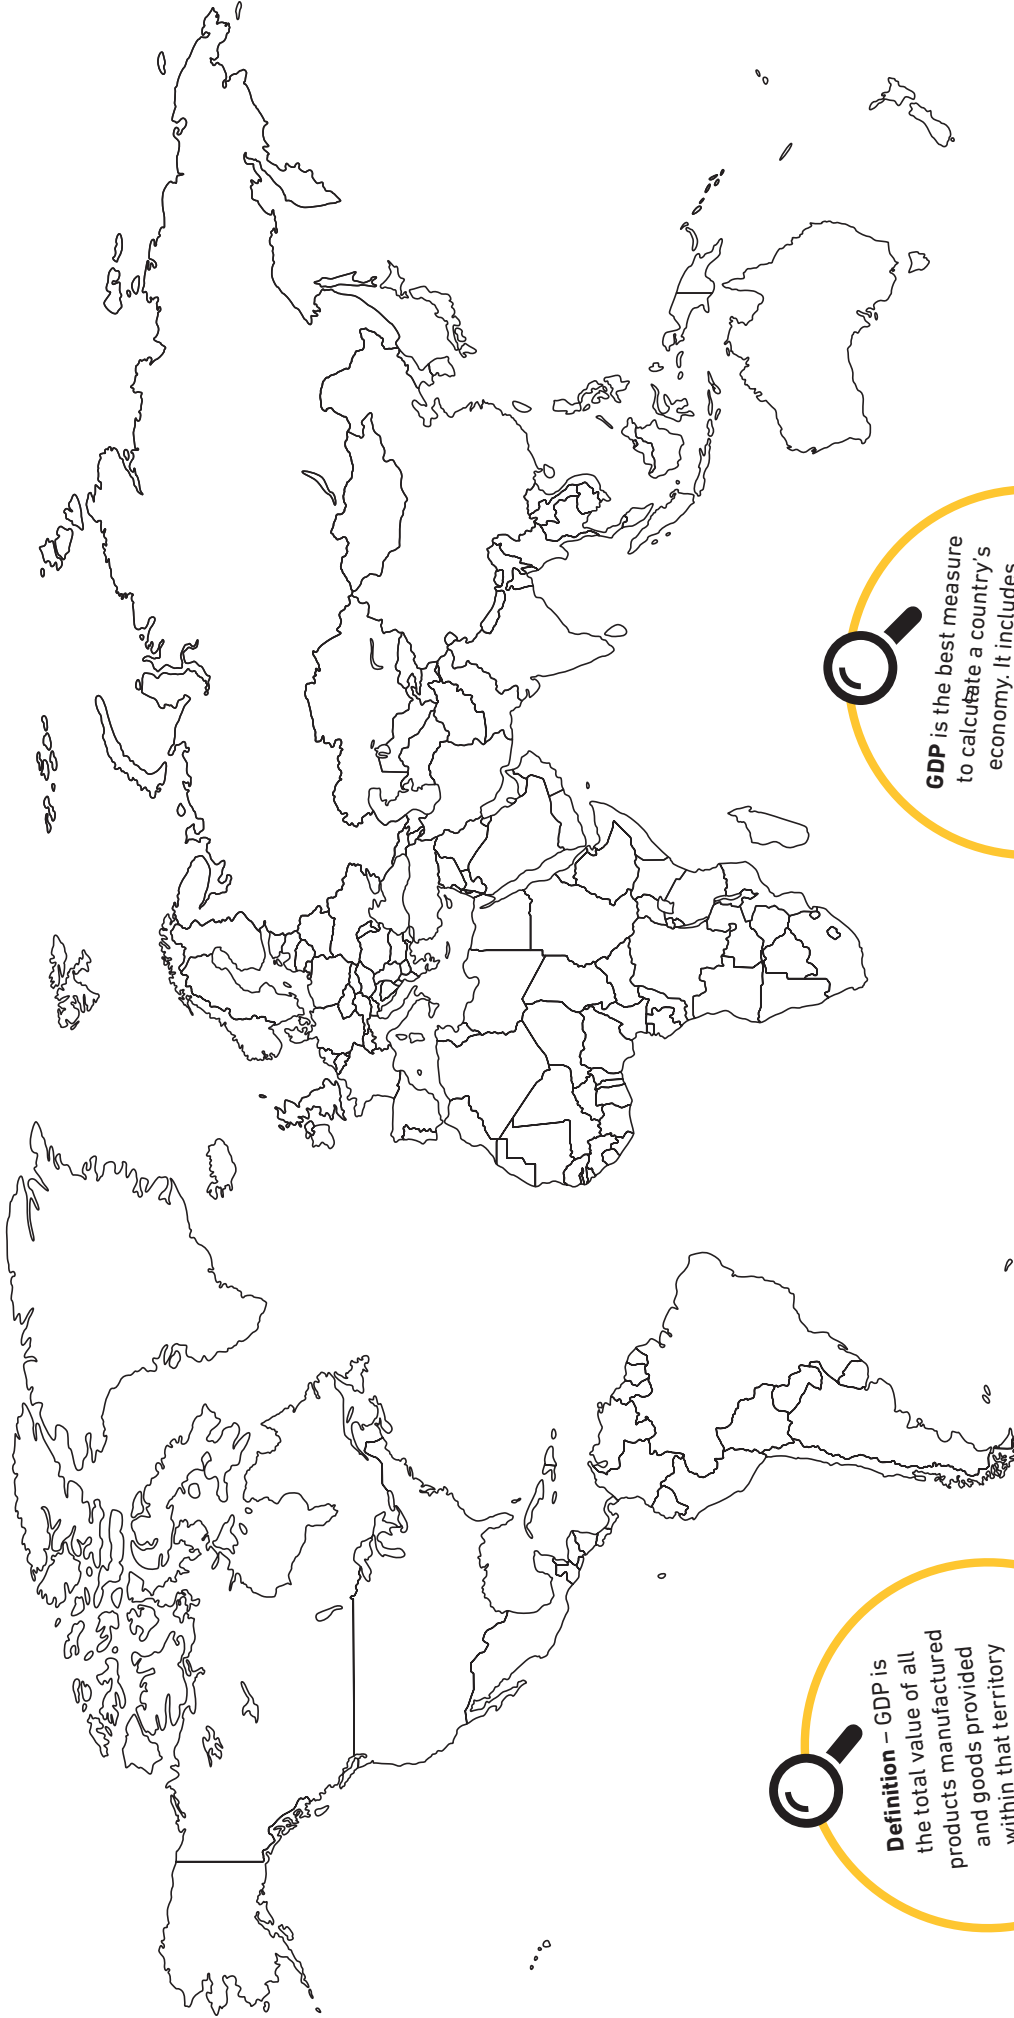 Definition – GDP is
the total value of all
products manufactured
and goods provided
within that territory
GDP is the best measure
to calculate a country's
economy. It includes